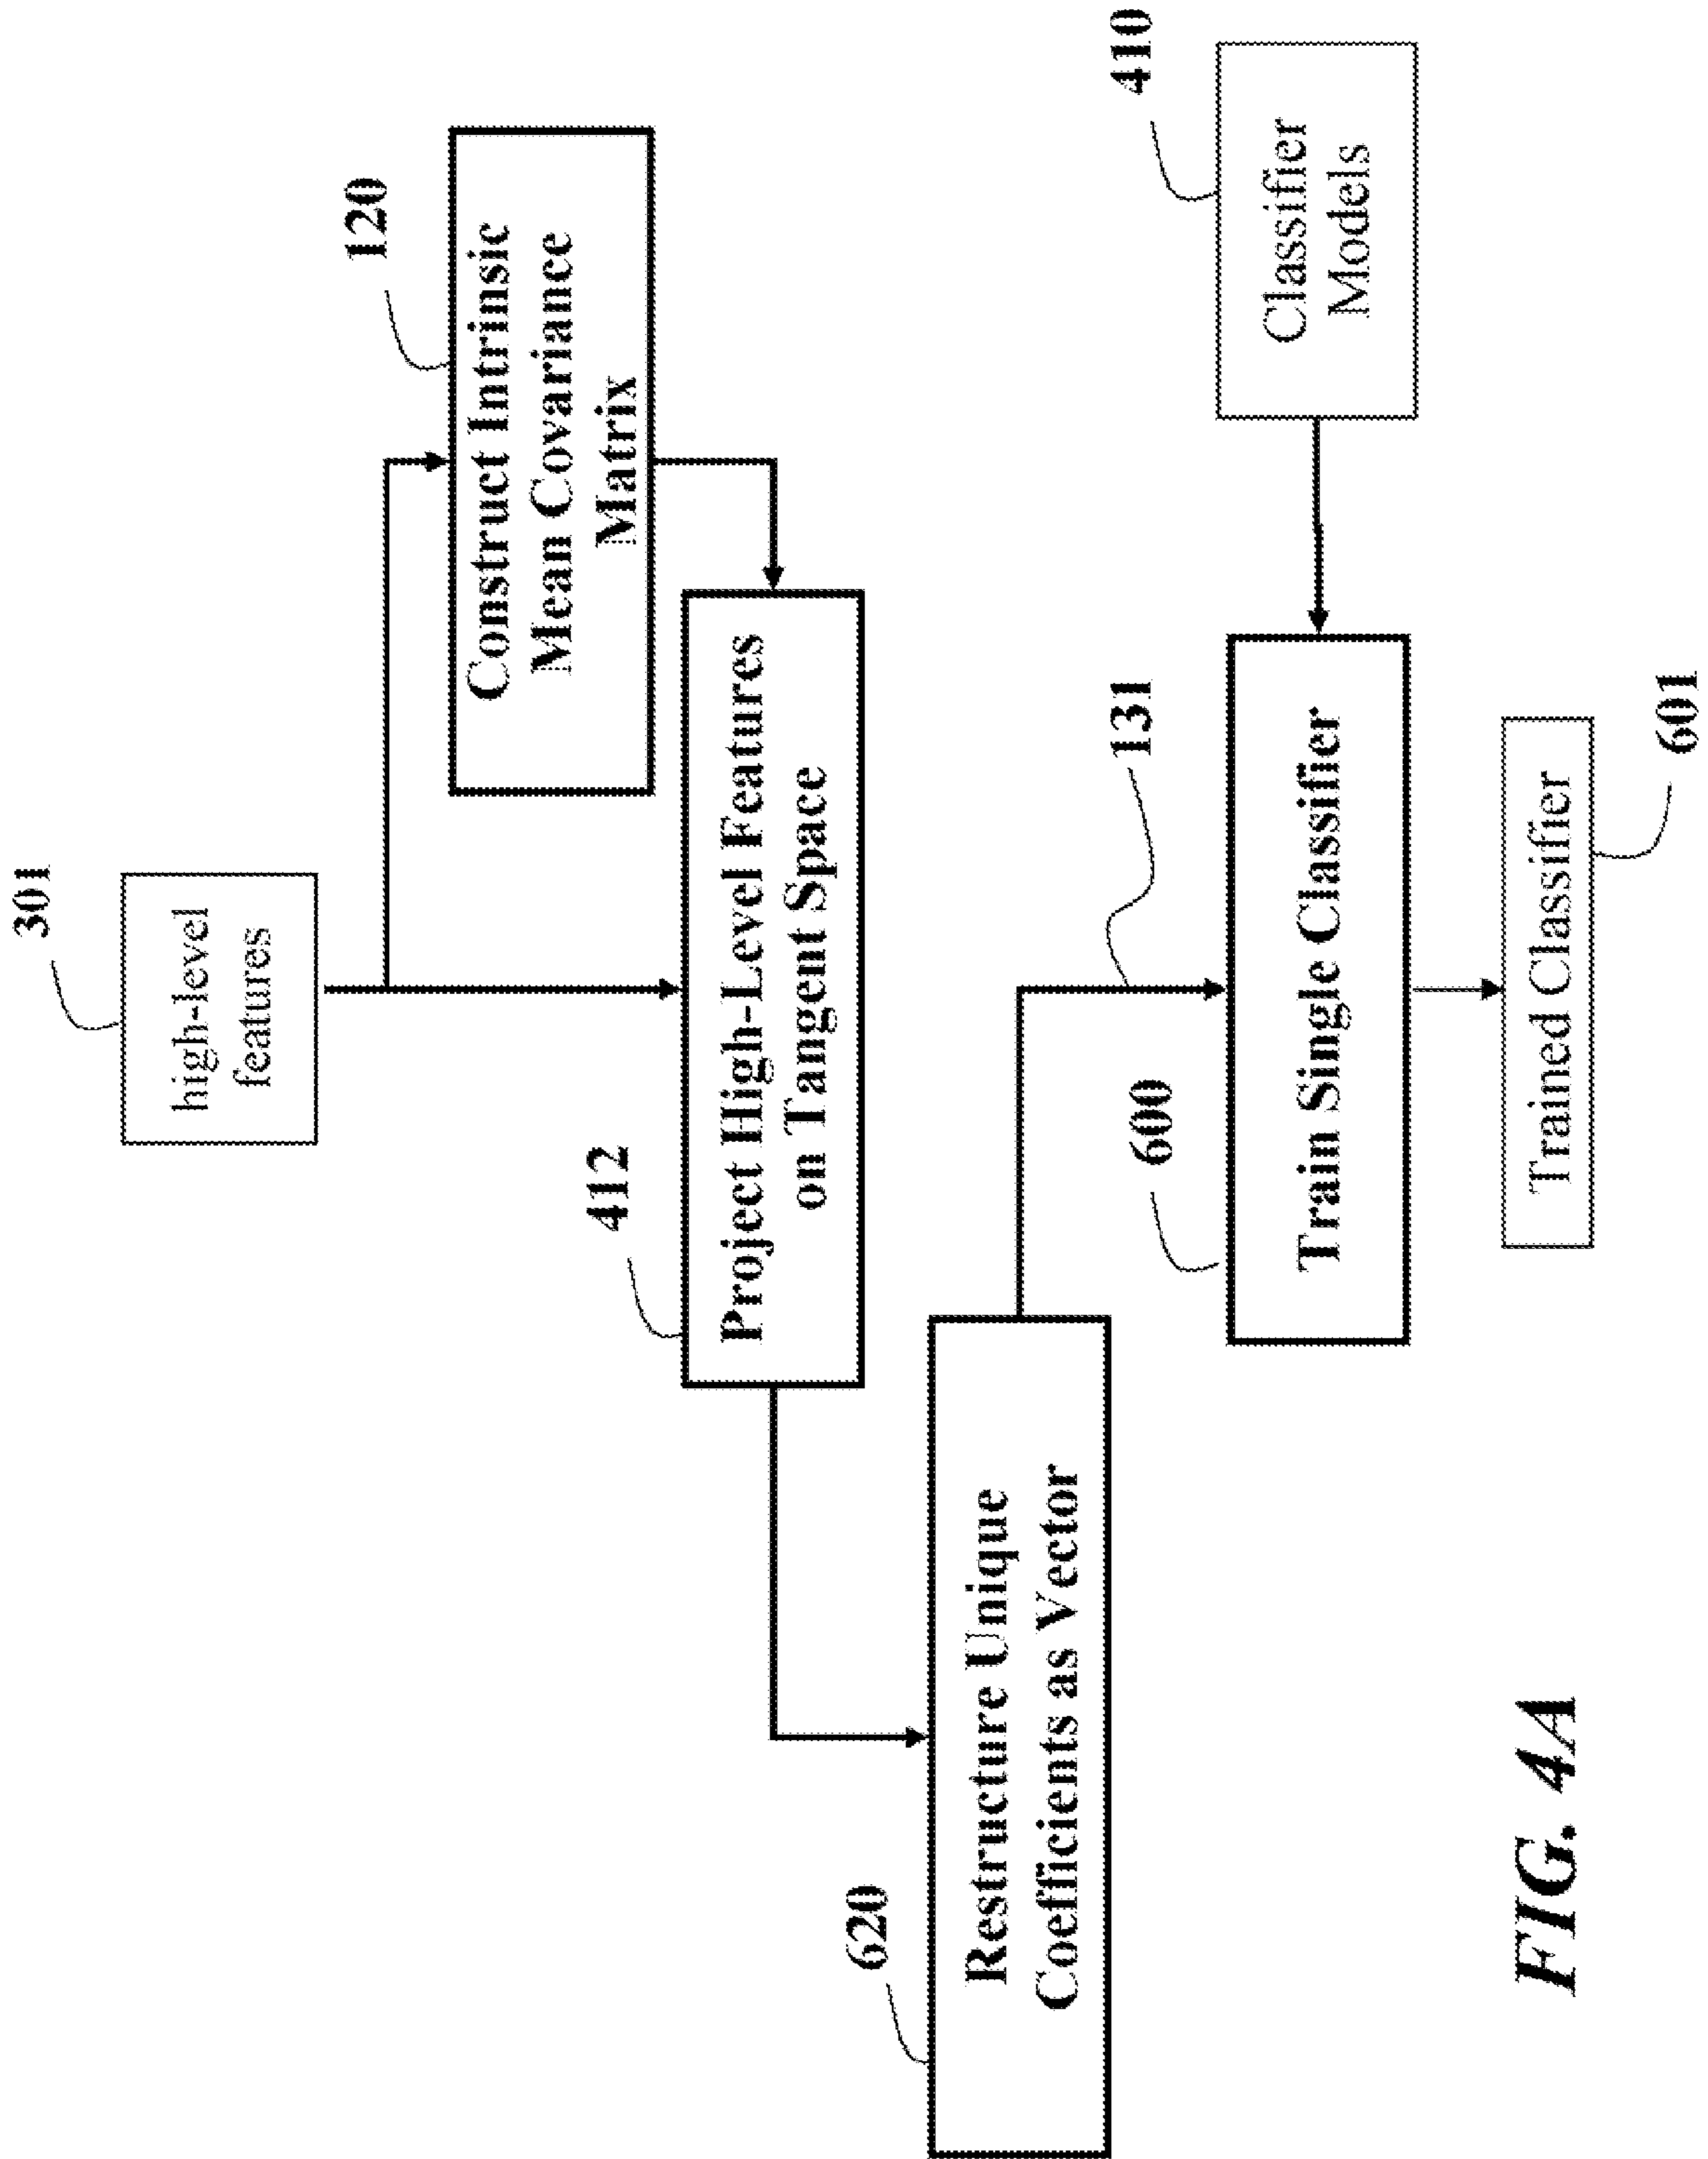 301
high-level
features
120
Construct Intrinsic
Mean Covariance
Matrix
412
Project High-Level Features
on Tangent Space
620
Restructure Unique
Coefficients as Vector
131
600
Train Single Classifier
410
Classifier
Models
Trained Classifier
601
FIG. 4A